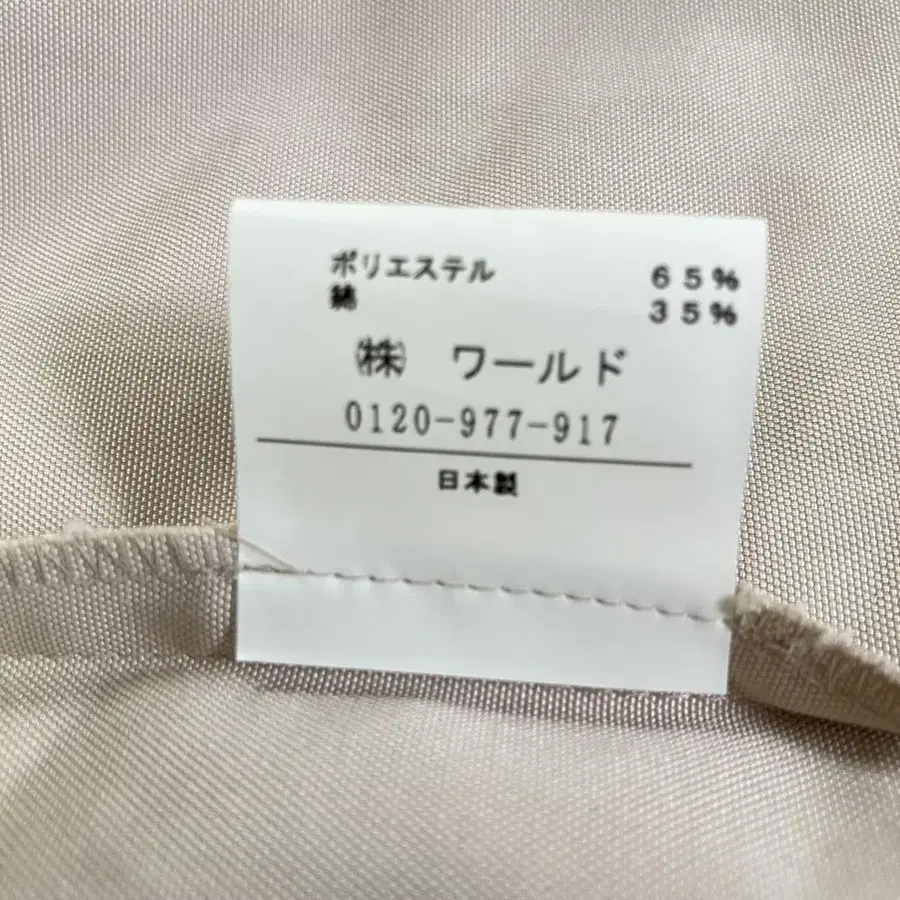 ポリエステル 65%
綿 35%
㈱ ワールド
0120-977-917
日本製